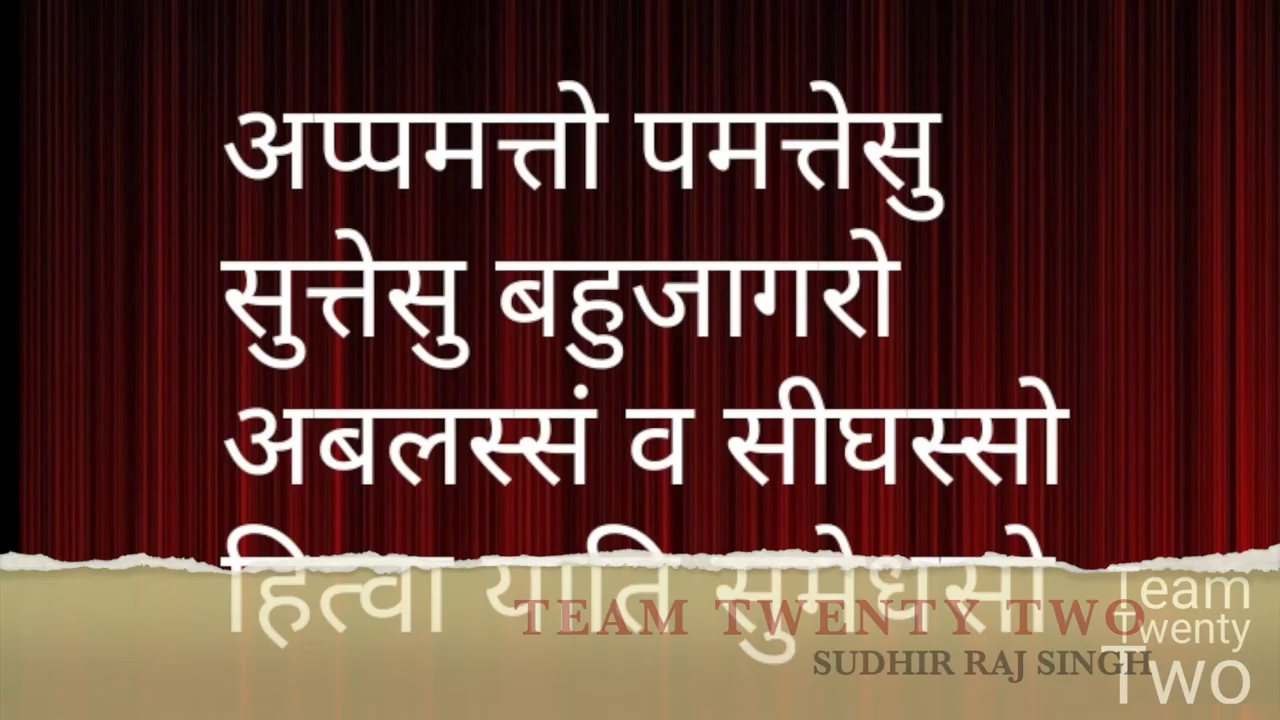 अप्पमत्तो पमत्तेसु
सुत्तेसु बहुजागरो
अबलस्सं व सीघस्सो
हित्वा याति सुमेधसो
TEAM TWENTY TWO
SUDHIR RAJ SINGH
Team
Twenty
Two